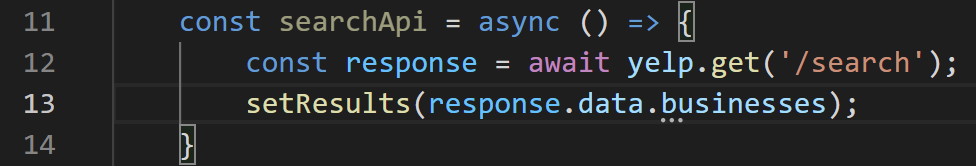 11 const searchApi = async () => {
12 const response = await yelp.get('/search');
13 setResults(response.data.businesses);
14 }